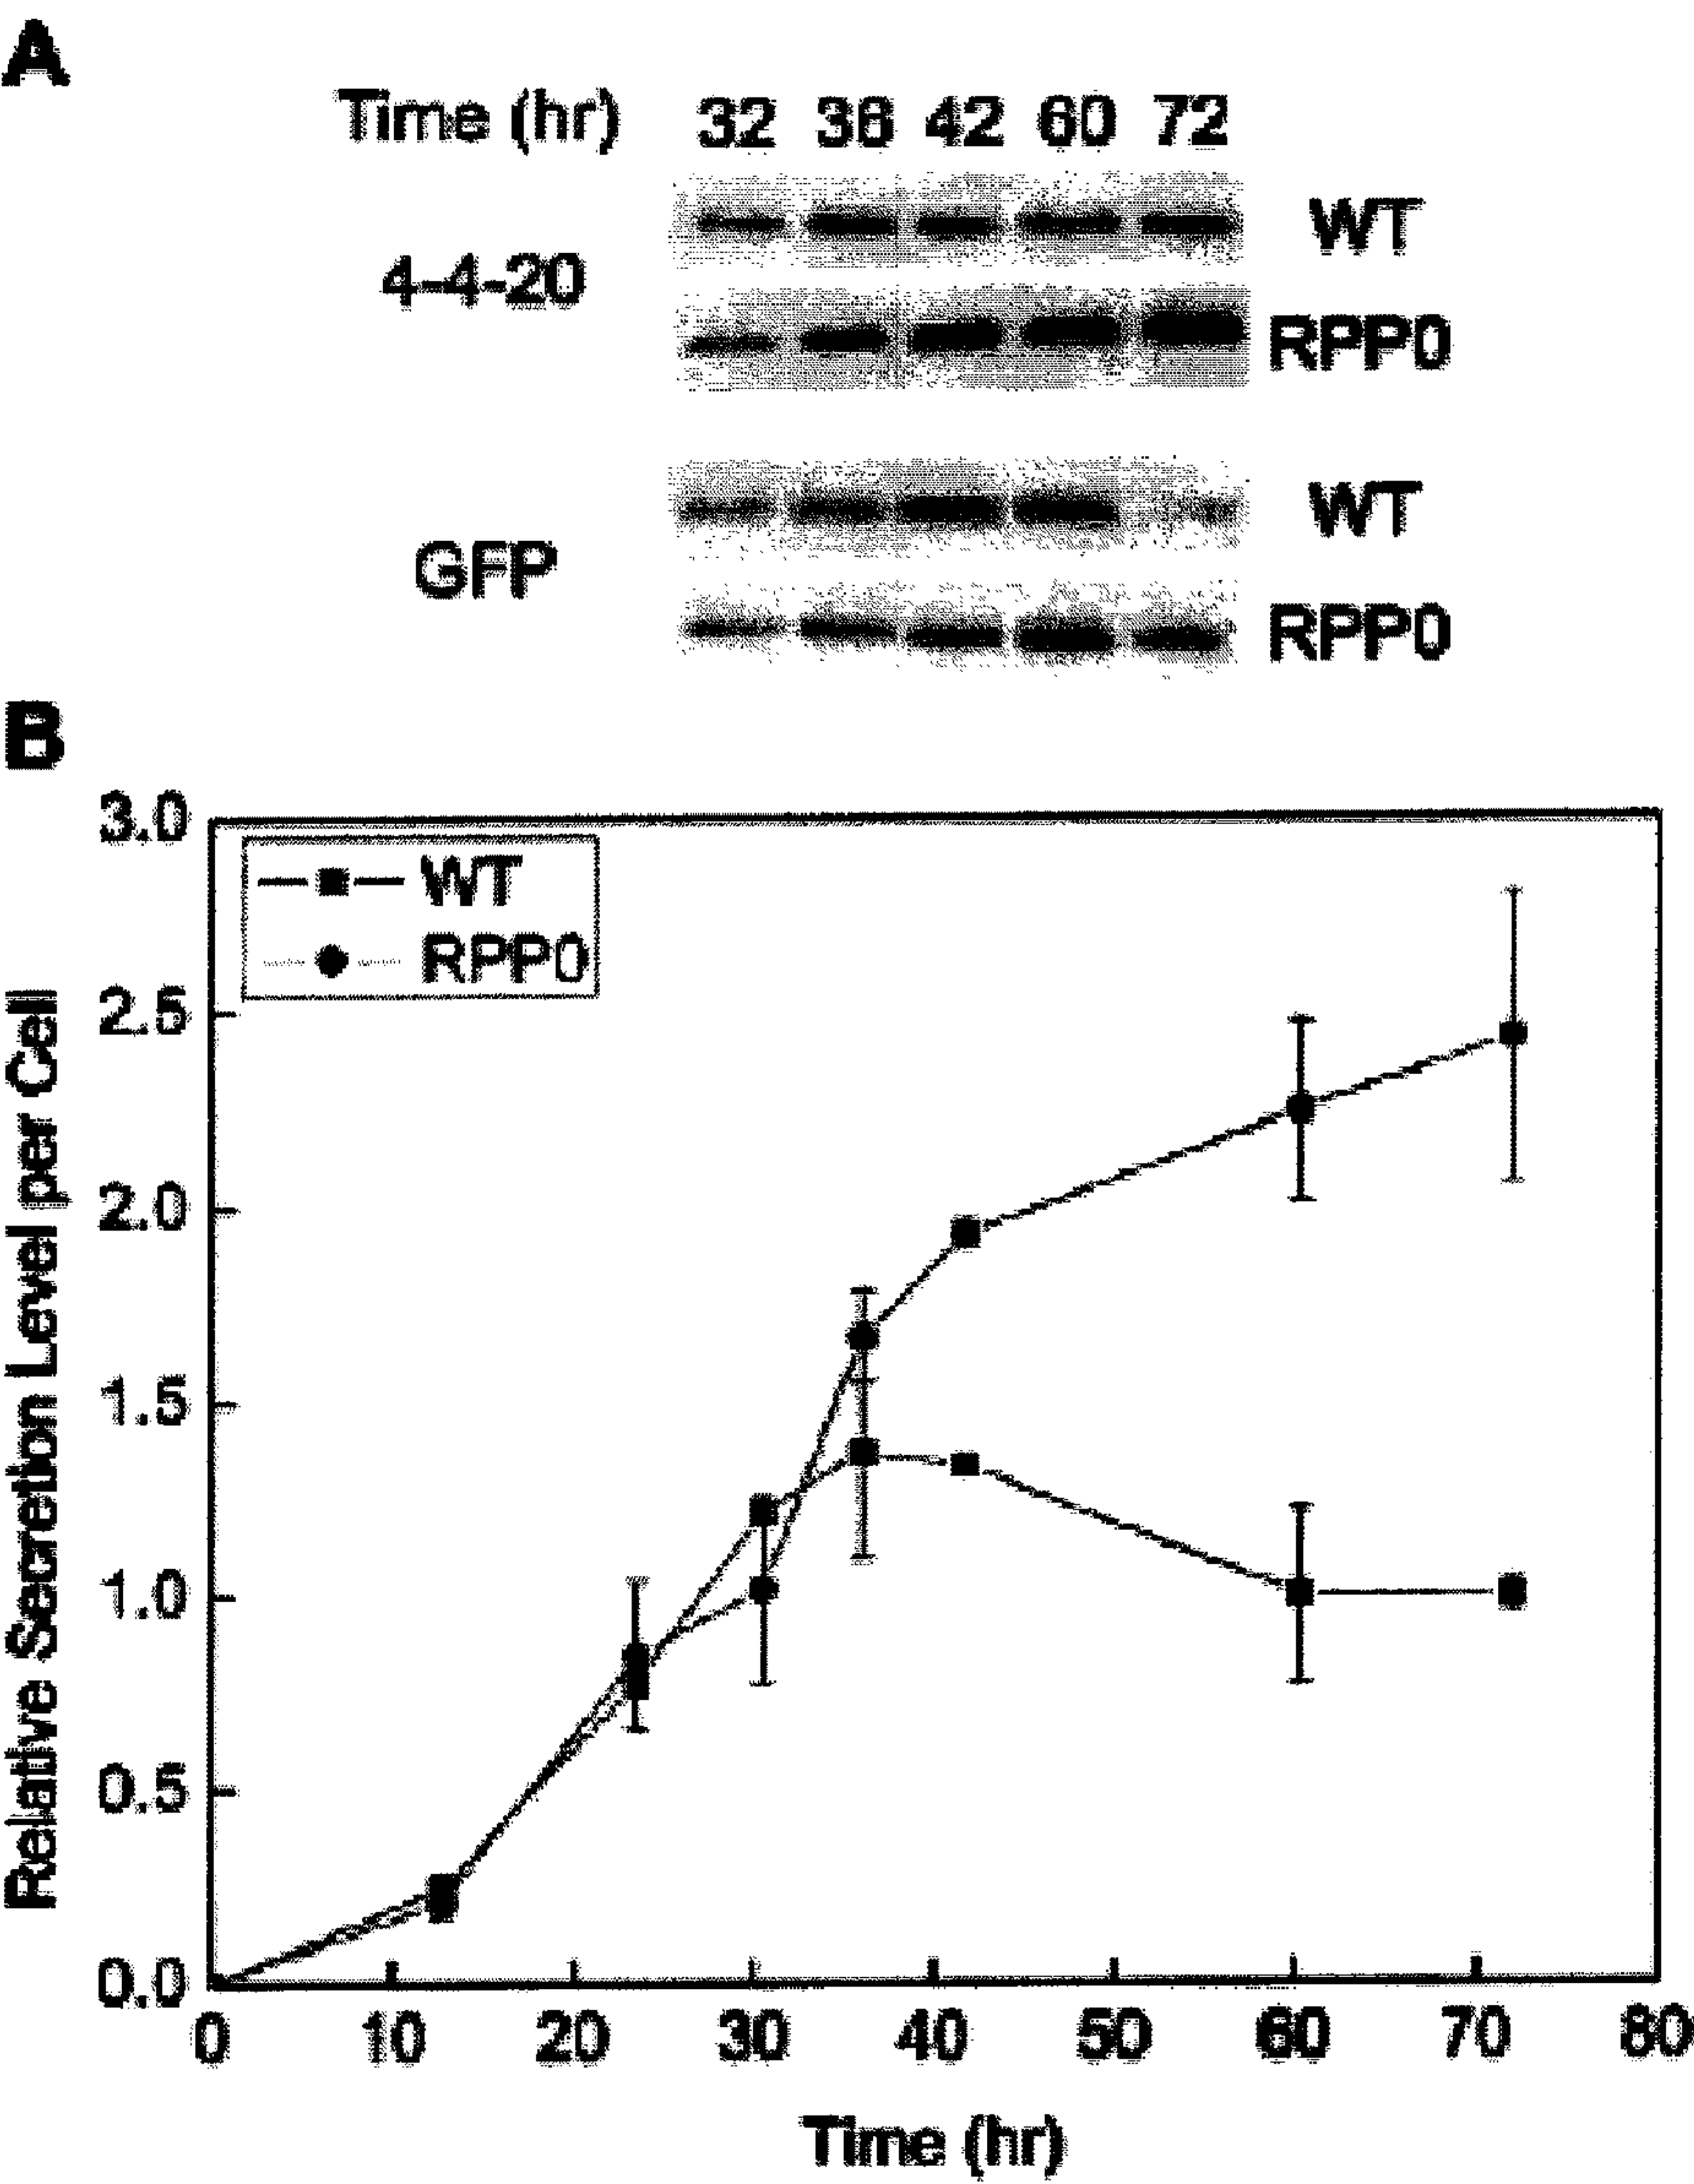 A
Time (hr) 32 36 42 60 72
WT
4-4-20
RPP0
WT
GFP
RPP0
B
3.0
WT
RPP0
2.5
2.0
1.5
1.0
0.5
0.0
Relative Secretion Level per Cell
0 10 20 30 40 50 60 70 80
Time (hr)